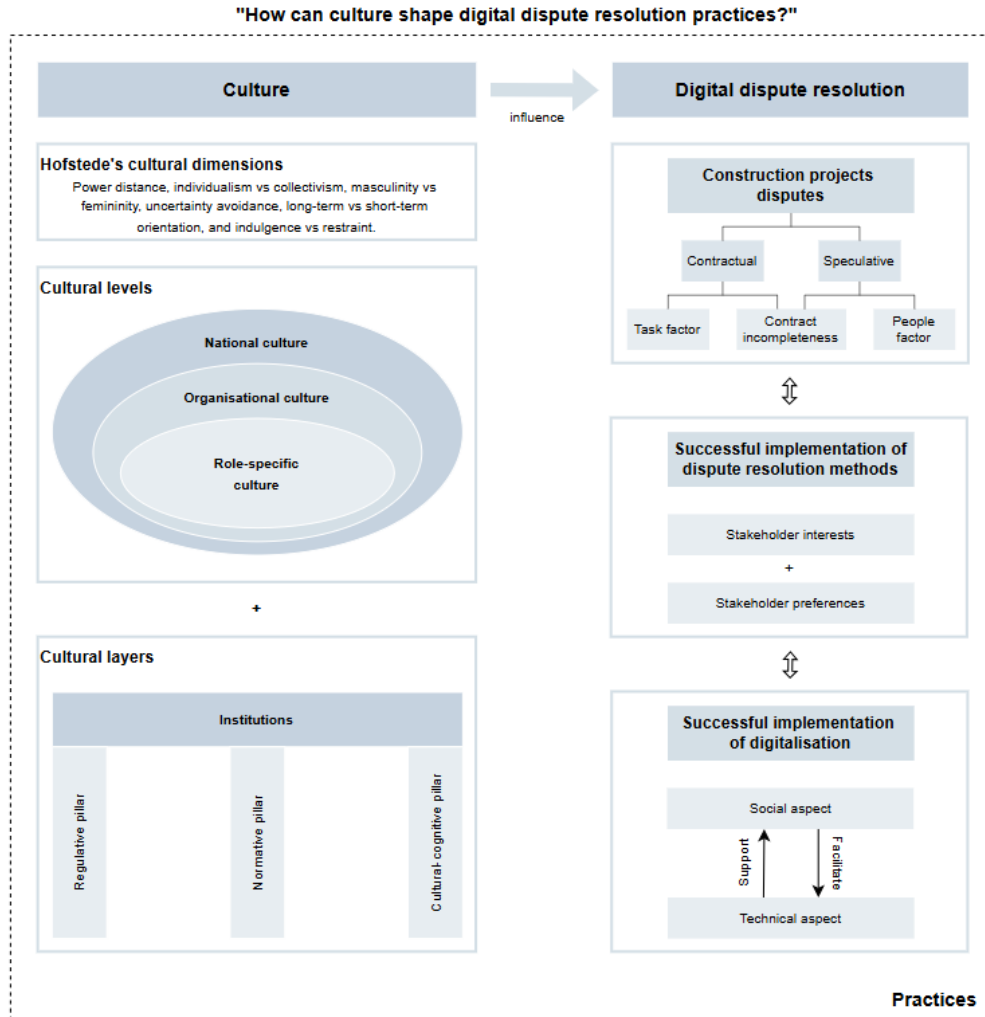 "How can culture shape digital dispute resolution practices?"
Culture
influence
Digital dispute resolution
Hofstede's cultural dimensions
Power distance, individualism vs collectivism, masculinity vs
femininity, uncertainty avoidance, long-term vs short-term
orientation, and indulgence vs restraint.
Cultural levels
National culture
Organisational culture
Role-specific
culture
+
Cultural layers
Institutions
Regulative pillar
Normative pillar
Cultural-cognitive pillar
Construction projects
disputes
Contractual
Speculative
Task factor
Contract
incompleteness
People
factor
Successful implementation of
dispute resolution methods
Stakeholder interests
+
Stakeholder preferences
Successful implementation
of digitalisation
Social aspect
Support
Facilitate
Technical aspect
Practices